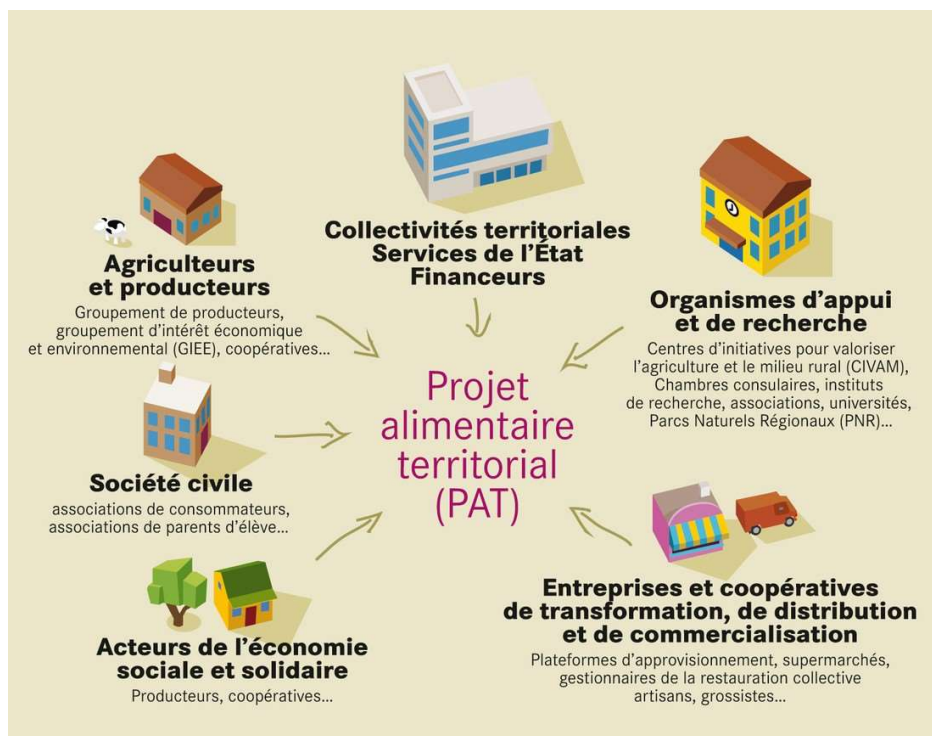 Collectivités territoriales
Services de l'État
Financeurs
Agriculteurs
et producteurs
Groupement de producteurs,
groupement d'intérêt économique
et environnemental (GIEE), coopératives...
Organismes d'appui
et de recherche
Centres d'initiatives pour valoriser
l'agriculture et le milieu rural (CIVAM),
Chambres consulaires, instituts
de recherche, associations, universités,
Parcs Naturels Régionaux (PNR)...
Projet
alimentaire
territorial
(PAT)
Société civile
associations de consommateurs,
associations de parents d'élève...
Acteurs de l'économie
sociale et solidaire
Producteurs, coopératives...
Entreprises et coopératives
de transformation, de distribution
et de commercialisation
Plateformes d'approvisionnement, supermarchés,
gestionnaires de la restauration collective
artisans, grossistes...